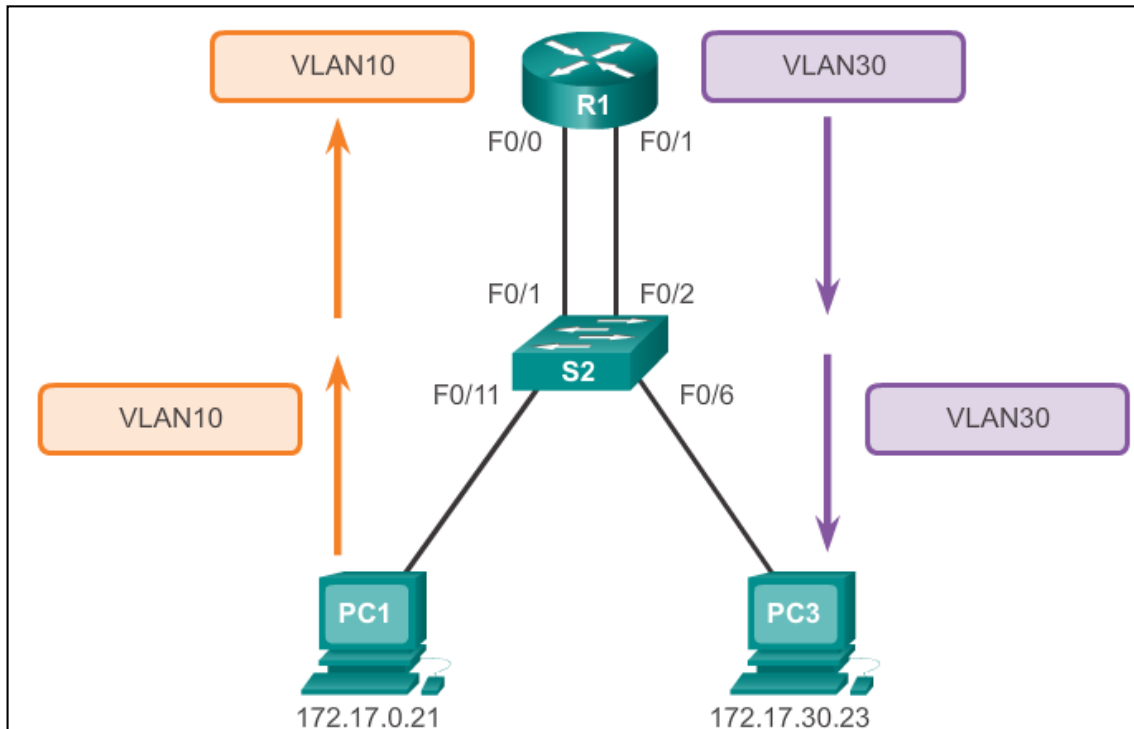 VLAN10
VLAN30
R1
F0/0
F0/1
F0/1
F0/2
S2
F0/11
F0/6
VLAN10
VLAN30
PC1
PC3
172.17.0.21
172.17.30.23